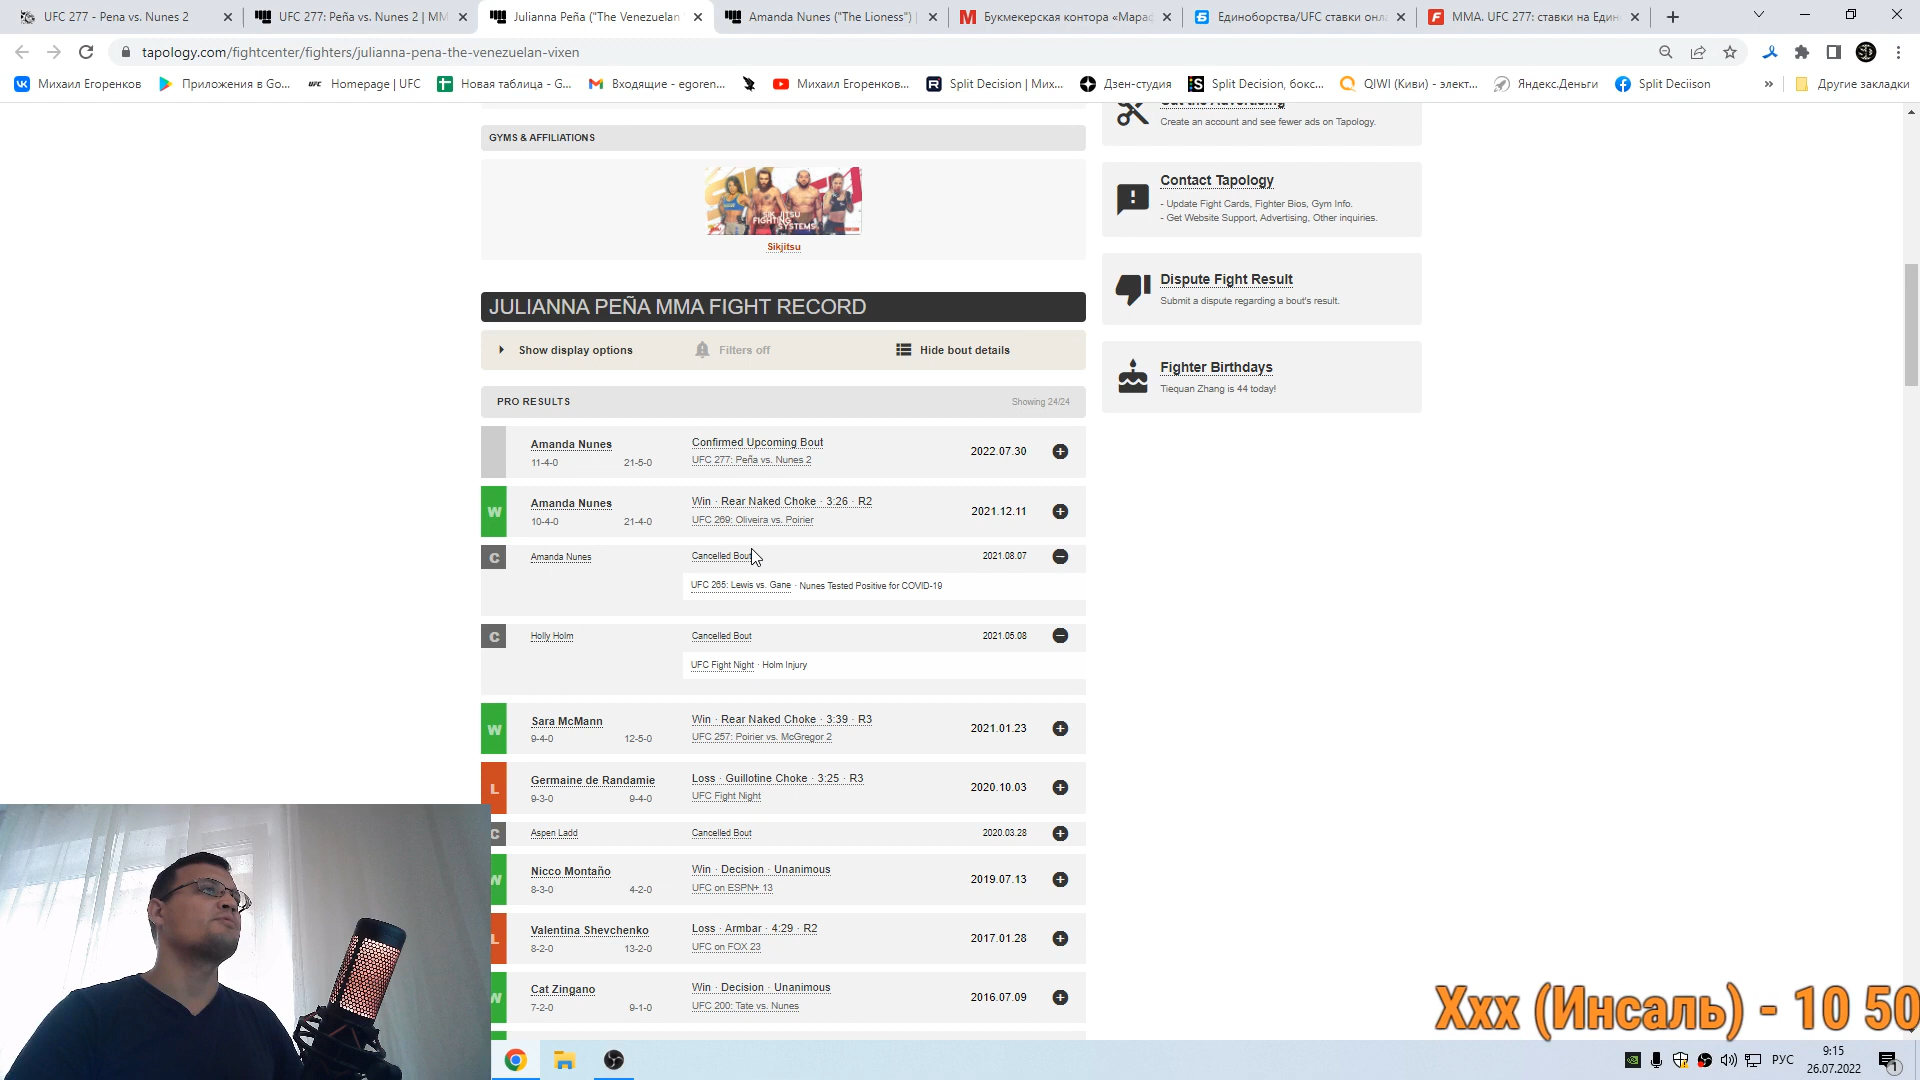 UFC 277 - Pena vs. Nunes 2
UFC 277: Peña vs. Nunes 2 | MM
Julianna Peña ("The Venezuelan
Amanda Nunes ("The Lioness") |
Букмекерская контора «Мара
Единоборства/UFC ставки онл
ММА. UFC 277: ставки на Един
tapology.com/fightcenter/fighters/julianna-pena-the-venezuelan-vixen
Михаил Егоренков
Приложения в Go...
Homepage | UFC
Новая таблица - G...
Входящие - egoren...
Михаил Егоренков...
Split Decision | Мих...
Дзен-студия
Split Decision, бокс...
QIWI (Киви) - элект...
Яндекс.Деньги
Split Deciison
»
Другие закладки
GYMS & AFFILIATIONS
SIKJITSU
FIGHTING
SYSTEMS
Sikjitsu
JULIANNA PEÑA MMA FIGHT RECORD
Show display options
Filters off
Hide bout details
PRO RESULTS
Showing 24/24
Amanda Nunes
Confirmed Upcoming Bout
2022.07.30
11-4-0
21-5-0
UFC 277: Peña vs. Nunes 2
W
Amanda Nunes
Win · Rear Naked Choke · 3:26 · R2
2021.12.11
10-4-0
21-4-0
UFC 269: Oliveira vs. Poirier
C
Amanda Nunes
Cancelled Bout
2021.08.07
UFC 265: Lewis vs. Gane · Nunes Tested Positive for COVID-19
C
Holly Holm
Cancelled Bout
2021.05.08
UFC Fight Night · Holm Injury
W
Sara McMann
Win · Rear Naked Choke · 3:39 · R3
2021.01.23
9-4-0
12-5-0
UFC 257: Poirier vs. McGregor 2
L
Germaine de Randamie
Loss · Guillotine Choke · 3:25 · R3
2020.10.03
9-3-0
9-4-0
UFC Fight Night
C
Aspen Ladd
Cancelled Bout
2020.03.28
W
Nicco Montaño
Win · Decision · Unanimous
2019.07.13
8-3-0
4-2-0
UFC on ESPN+ 13
L
Valentina Shevchenko
Loss · Armbar · 4:29 · R2
2017.01.28
8-2-0
13-2-0
UFC on FOX 23
W
Cat Zingano
Win · Decision · Unanimous
2016.07.09
7-2-0
9-1-0
UFC 200: Tate vs. Nunes
Create an account and see fewer ads on Tapology.
Contact Tapology
- Update Fight Cards, Fighter Bios, Gym Info.
- Get Website Support, Advertising, Other inquiries.
Dispute Fight Result
Submit a dispute regarding a bout's result.
Fighter Birthdays
Tiequan Zhang is 44 today!
Xxx (Инсаль) - 10 50
РУС
9:15
26.07.2022
1